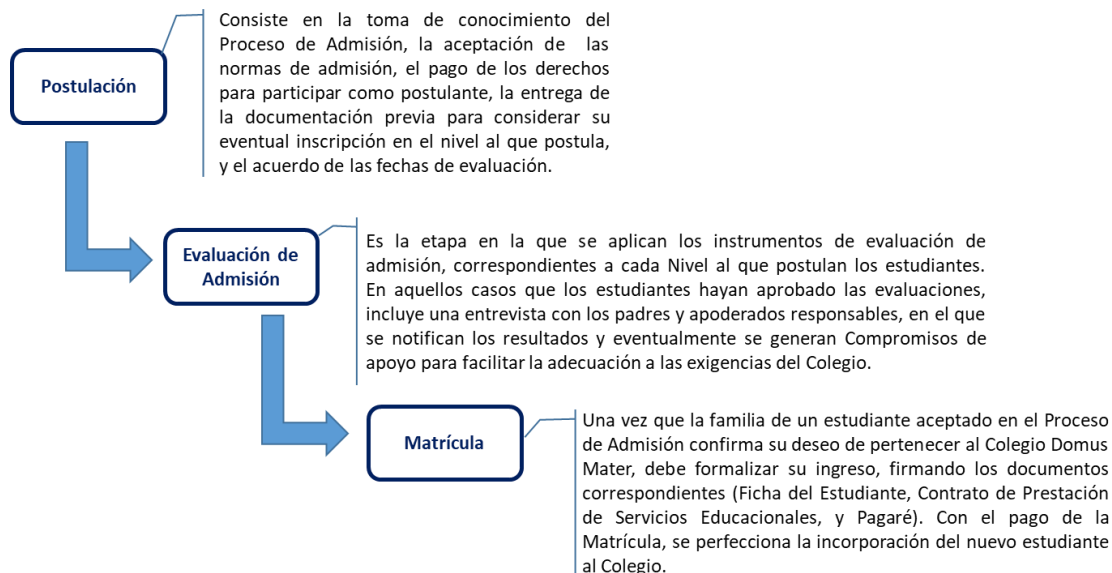 Postulación
Consiste en la toma de conocimiento del
Proceso de Admisión, la aceptación de las
normas de admisión, el pago de los derechos
para participar como postulante, la entrega de
la documentación previa para considerar su
eventual inscripción en el nivel al que postula,
y el acuerdo de las fechas de evaluación.
Evaluación de
Admisión
Es la etapa en la que se aplican los instrumentos de evaluación de
admisión, correspondientes a cada Nivel al que postulan los estudiantes.
En aquellos casos que los estudiantes hayan aprobado las evaluaciones,
incluye una entrevista con los padres y apoderados responsables, en el que
se notifican los resultados y eventualmente se generan Compromisos de
apoyo para facilitar la adecuación a las exigencias del Colegio.
Matrícula
Una vez que la familia de un estudiante aceptado en el Proceso
de Admisión confirma su deseo de pertenecer al Colegio Domus
Mater, debe formalizar su ingreso, firmando los documentos
correspondientes (Ficha del Estudiante, Contrato de Prestación
de Servicios Educacionales, y Pagaré). Con el pago de la
Matrícula, se perfecciona la incorporación del nuevo estudiante
al Colegio.